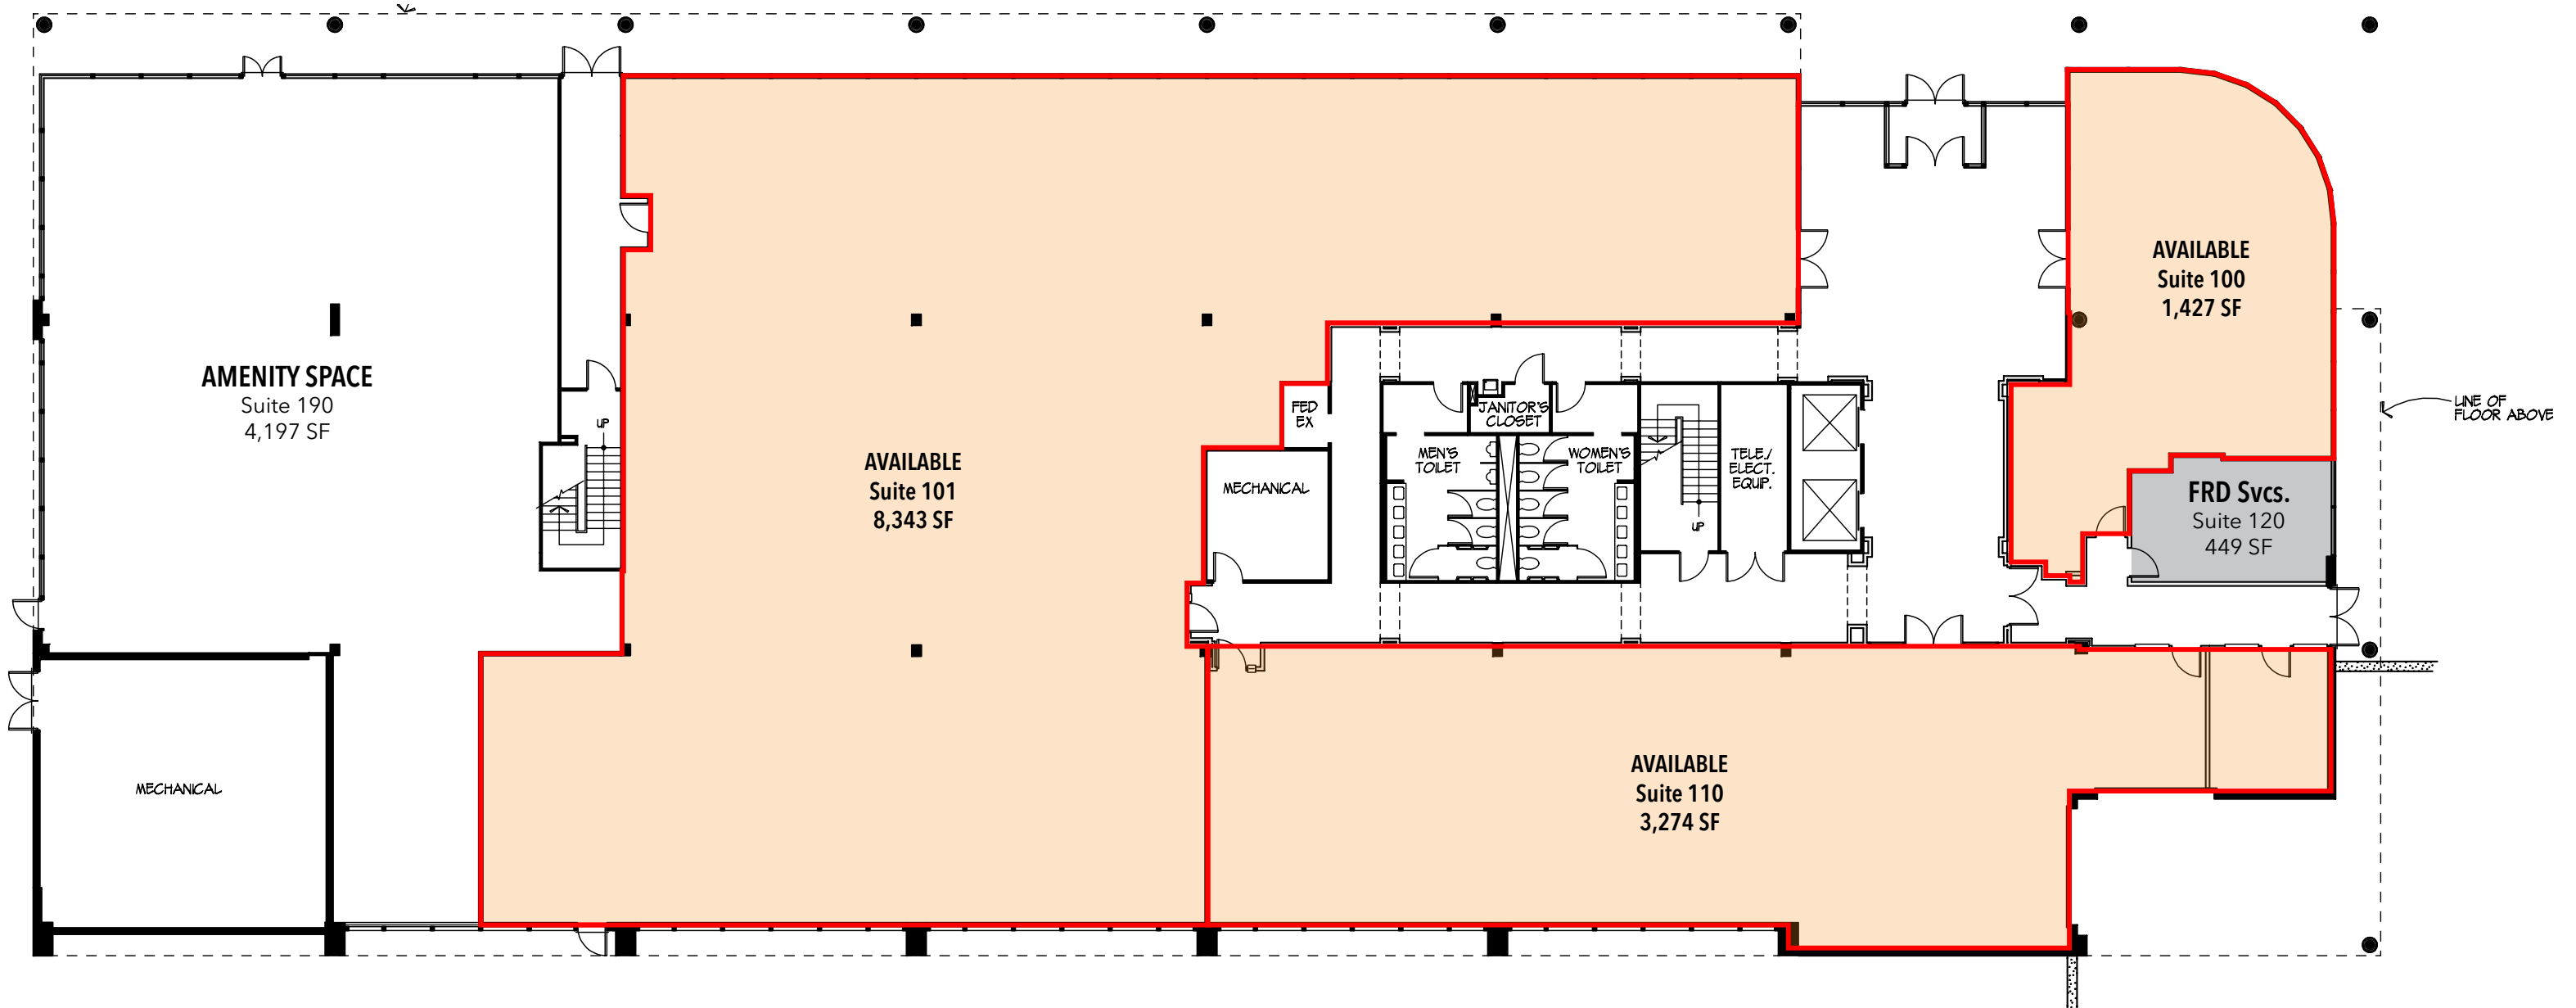 AMENITY SPACE
Suite 190
4,197 SF
UP
MECHANICAL
AVAILABLE
Suite 101
8,343 SF
FED
EX
MECHANICAL
MEN'S
TOILET
JANITOR'S
CLOSET
WOMEN'S
TOILET
UP
TELE./
ELECT.
EQUIP.
AVAILABLE
Suite 100
1,427 SF
FRD Svcs.
Suite 120
449 SF
LINE OF
FLOOR ABOVE
AVAILABLE
Suite 110
3,274 SF